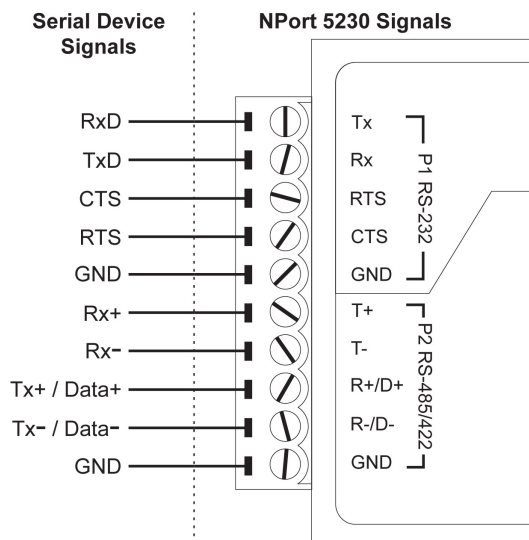 Serial Device
Signals
NPort 5230 Signals
RxD
TxD
CTS
RTS
GND
Rx+
Rx-
Tx+ / Data+
Tx- / Data-
GND
Tx
Rx
RTS
CTS
GND
P1 RS-232
T+
T-
R+/D+
R-/D-
GND
P2 RS-485/422